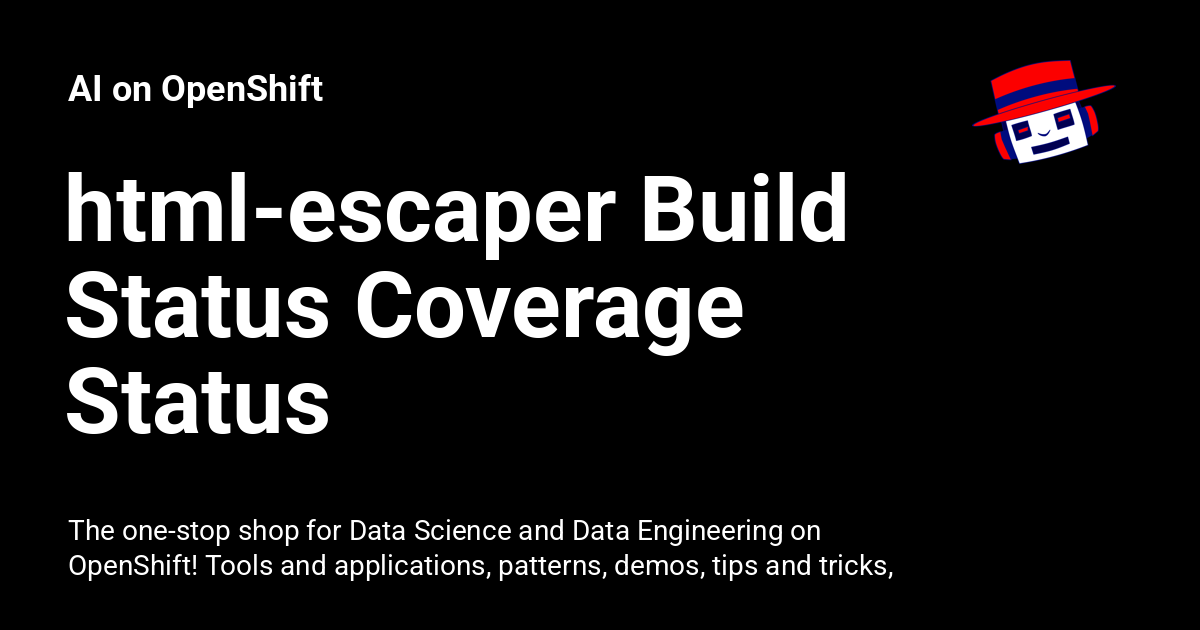 AI on OpenShift
html-escaper Build
Status Coverage
Status
The one-stop shop for Data Science and Data Engineering on
OpenShift! Tools and applications, patterns, demos, tips and tricks,